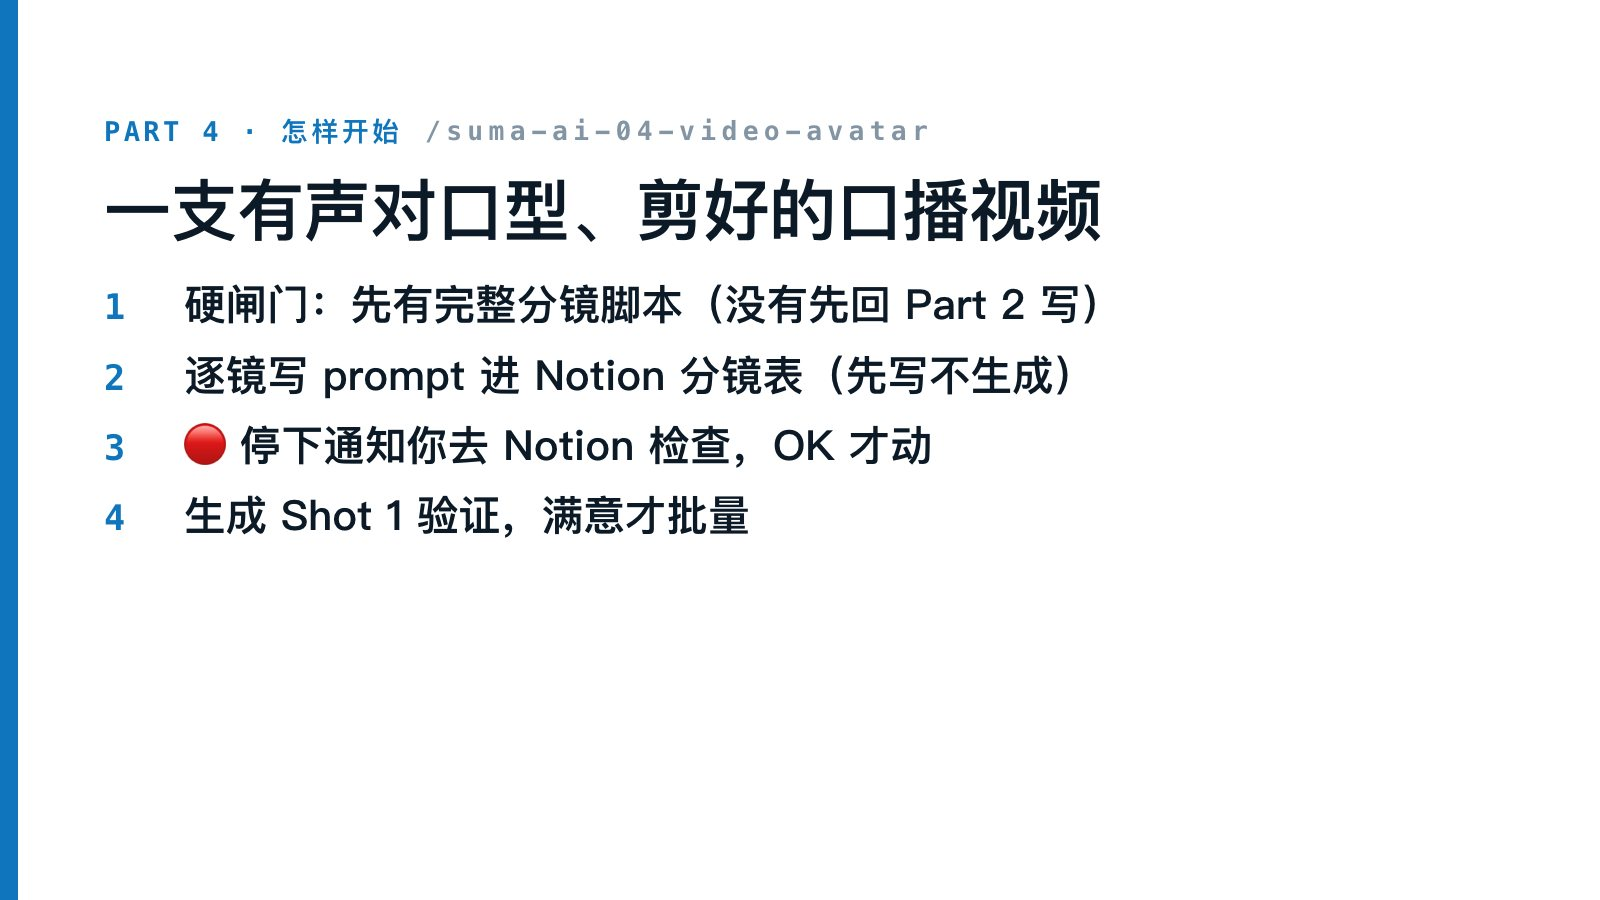 PART 4 · 怎样开始 /suma-ai-04-video-avatar
一支有声对口型、剪好的口播视频
1 硬闸门：先有完整分镜脚本（没有先回 Part 2 写）
2 逐镜写 prompt 进 Notion 分镜表（先写不生成）
3 🔴 停下通知你去 Notion 检查，OK 才动
4 生成 Shot 1 验证，满意才批量